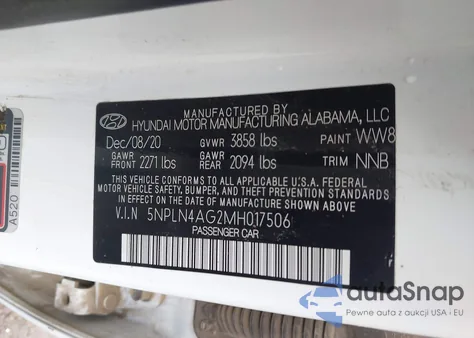 MANUFACTURED BY
HYUNDAI MOTOR MANUFACTURING ALABAMA, LLC
Dec/08/20 GVWR 3858 lbs PAINT WW8
GAWR FRONT 2271 lbs GAWR REAR 2094 lbs TRIM NNB
THIS VEHICLE CONFORMS TO ALL APPLICABLE U.S.A. FEDERAL
MOTOR VEHICLE SAFETY, BUMPER, AND THEFT PREVENTION STANDARDS IN
EFFECT ON THE DATE OF MANUFACTURE SHOWN ABOVE.
V.I.N 5NPLN4AG2MH017506
PASSENGER CAR
A520
autoSnap
Pewne auta z aukcji USA - EU